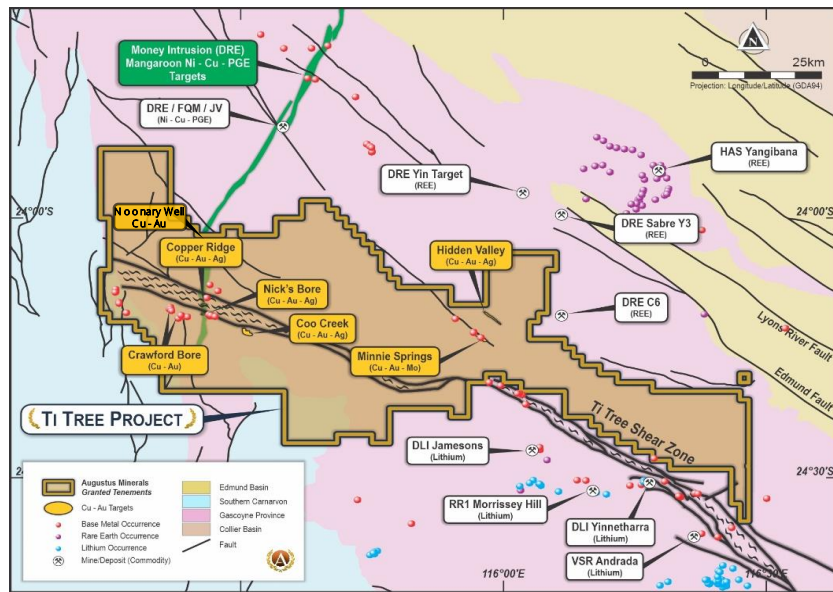 Money Intrusion (DRE)
Mangaroon Ni - Cu - PGE
Targets
N
0 25km
Projection: Longitude/Latitude (GDA94)
DRE / FQM / JV
(Ni - Cu - PGE)
HAS Yangibana
(REE)
DRE Yin Target
(REE)
24°00'S
24°00'S
Noonary Well
Cu - Au
DRE Sabre Y3
(REE)
Copper Ridge
(Cu - Au - Ag)
Hidden Valley
(Cu - Au - Ag)
Nick's Bore
(Cu - Au - Ag)
DRE C6
(REE)
Coo Creek
(Cu - Au - Ag)
Lyons River Fault
Crawford Bore
(Cu - Au)
Minnie Springs
(Cu - Au - Mo)
Edmund Fault
TI TREE PROJECT
Ti Tree Shear Zone
DLI Jamesons
(Lithium)
24°
24°30'S
RR1 Morrissey Hill
(Lithium)
DLI Yinnetharra
(Lithium)
VSR Andrada
(Lithium)
116°00'E
116°30'E
Augustus Minerals
Granted Tenements
Cu - Au Targets
Base Metal Occurrence
Rare Earth Occurrence
Lithium Occurrence
Mine/Deposit (Commodity)
Edmund Basin
Southern Carnarvon
Gascoyne Province
Collier Basin
Fault
A